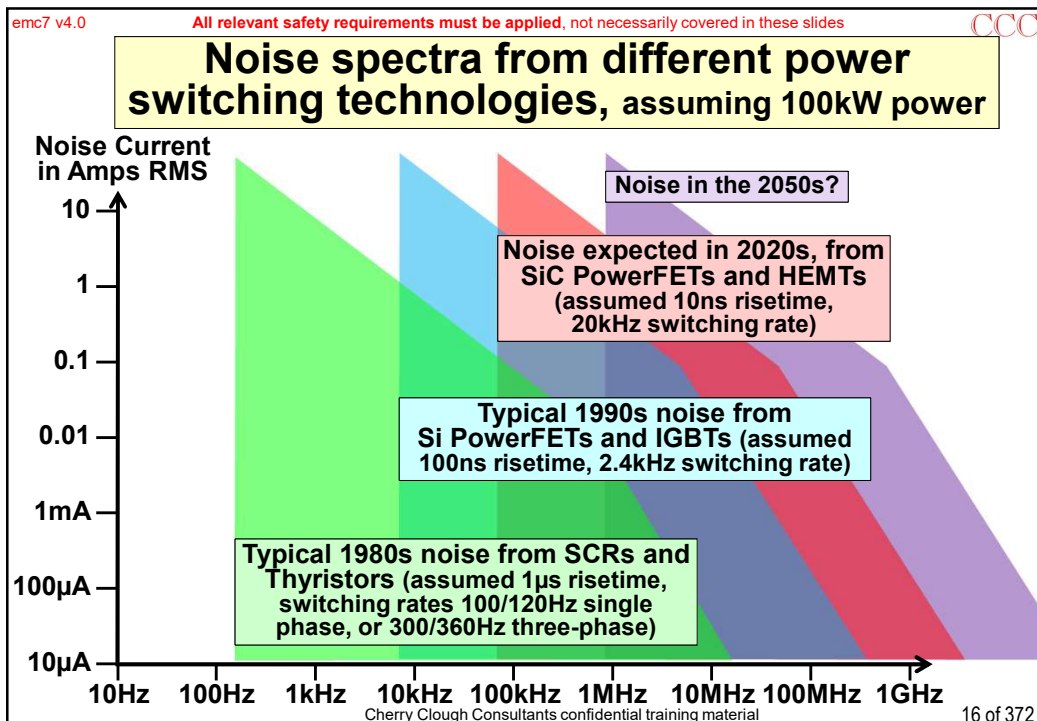 emc7 v4.0
All relevant safety requirements must be applied, not necessarily covered in these slides
CCC
Noise spectra from different power
switching technologies, assuming 100kW power
Noise Current
in Amps RMS
Noise in the 2050s?
10
Noise expected in 2020s, from
SiC PowerFETs and HEMTs
(assumed 10ns risetime,
20kHz switching rate)
1
0.1
Typical 1990s noise from
Si PowerFETs and IGBTs (assumed
100ns risetime, 2.4kHz switching rate)
0.01
1mA
Typical 1980s noise from SCRs and
Thyristors (assumed 1µs risetime,
switching rates 100/120Hz single
phase, or 300/360Hz three-phase)
100µA
10µA
10Hz 100Hz 1kHz 10kHz 100kHz 1MHz 10MHz 100MHz 1GHz
Cherry Clough Consultants confidential training material
16 of 372